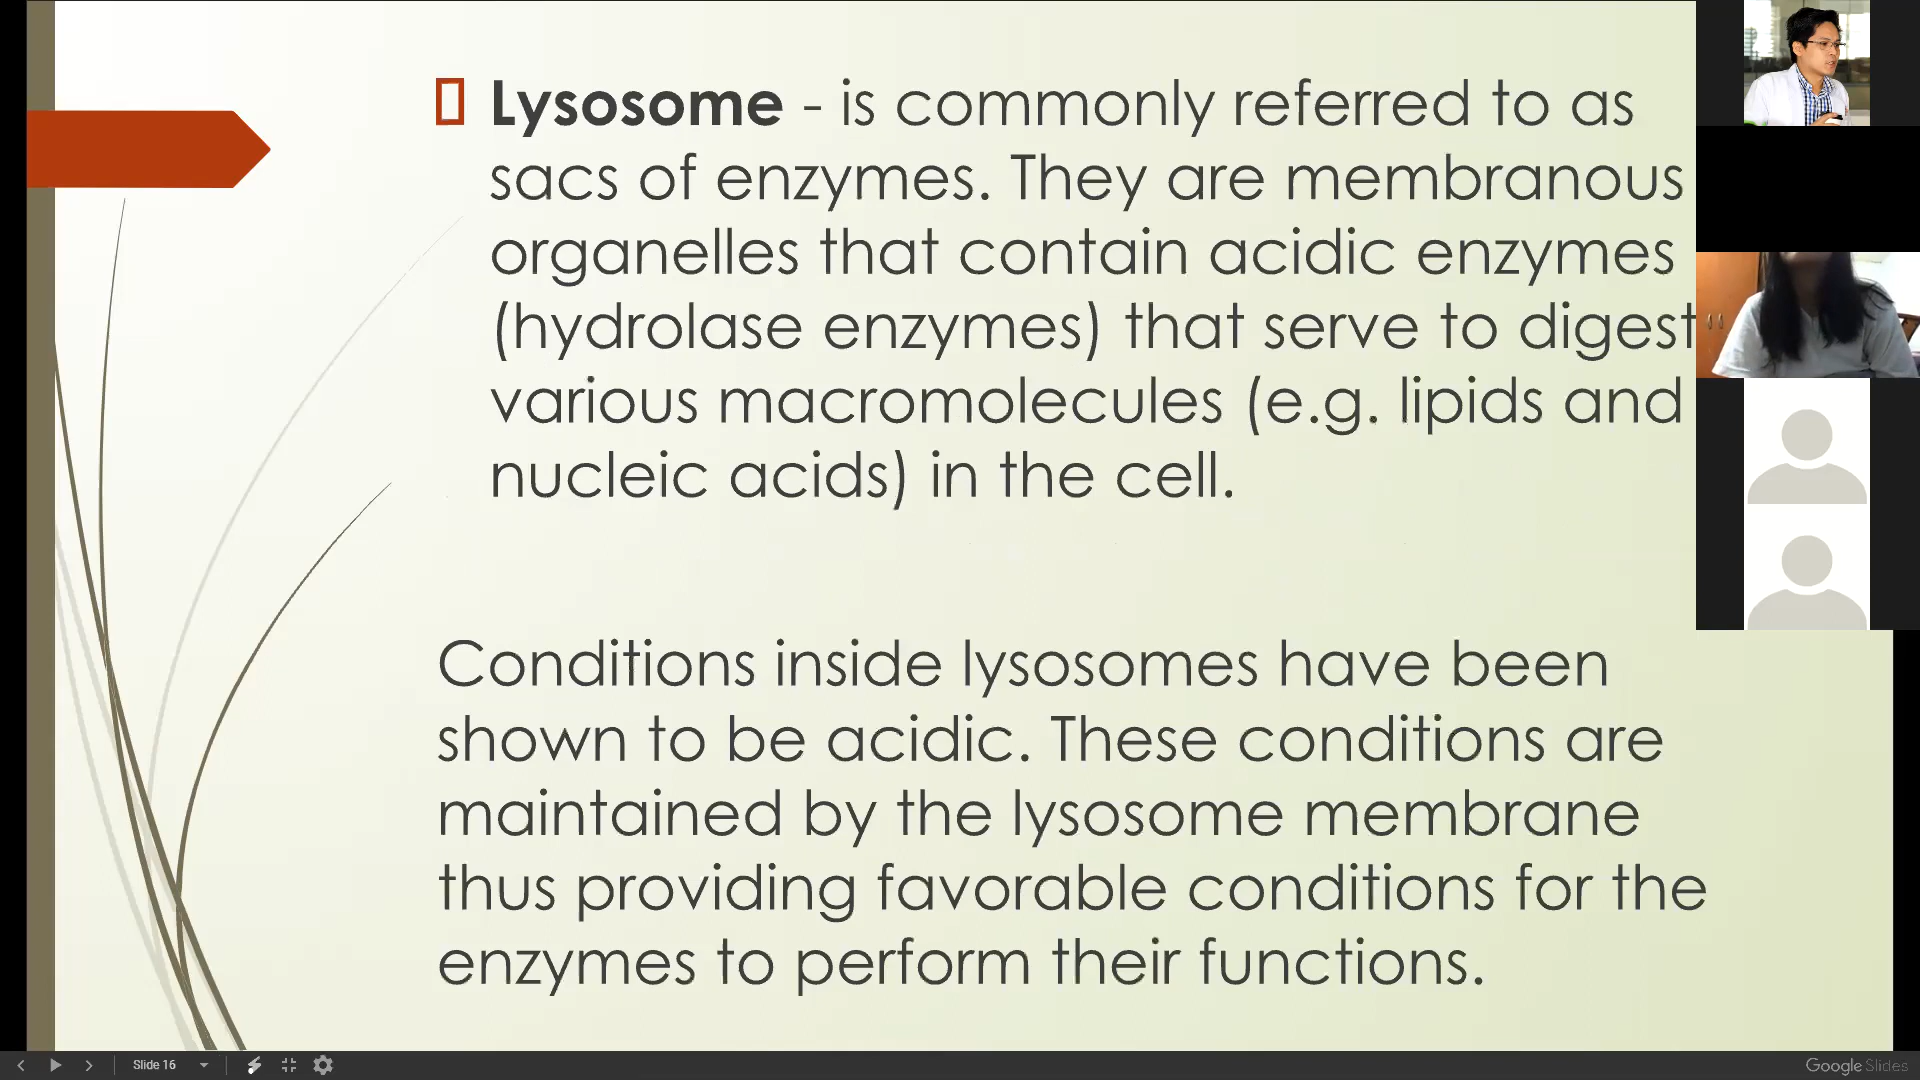 Lysosome - is commonly referred to as
sacs of enzymes. They are membranous
organelles that contain acidic enzymes
(hydrolase enzymes) that serve to digest
various macromolecules (e.g. lipids and
nucleic acids) in the cell.
Conditions inside lysosomes have been
shown to be acidic. These conditions are
maintained by the lysosome membrane
thus providing favorable conditions for the
enzymes to perform their functions.
Slide 16
Google Slides